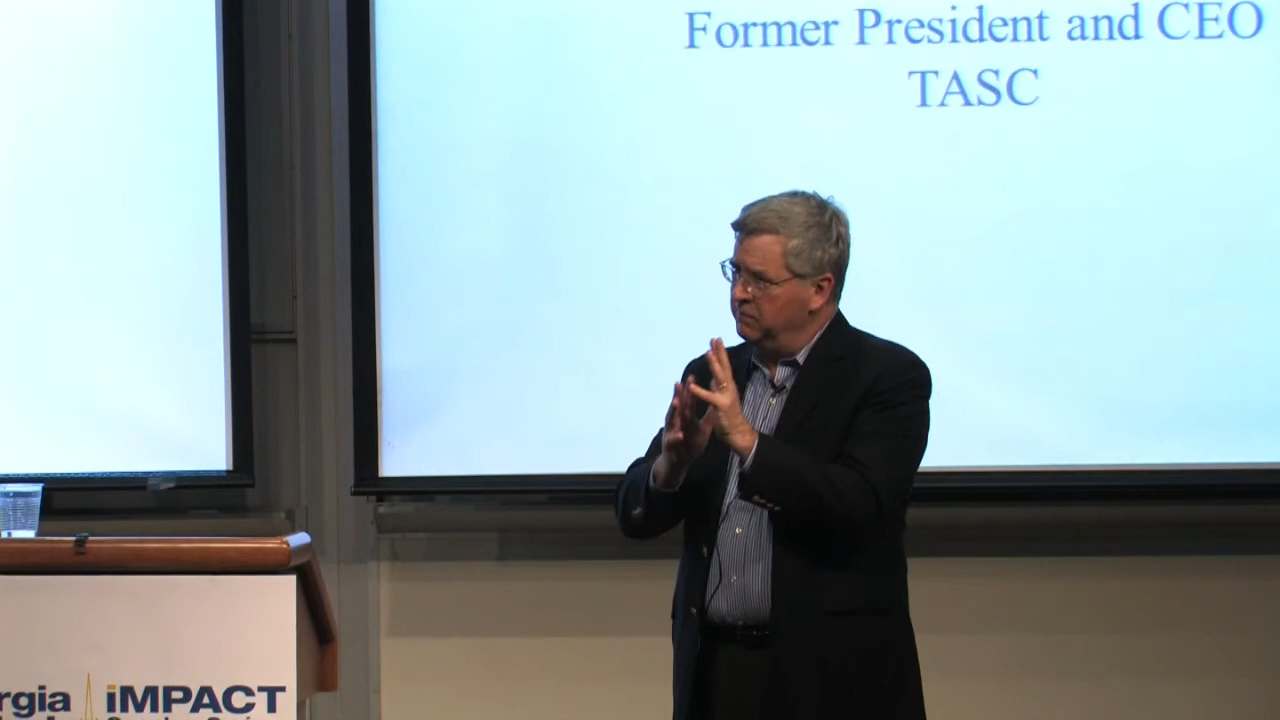 Former President and CEO
TASC
rgia
iMPACT